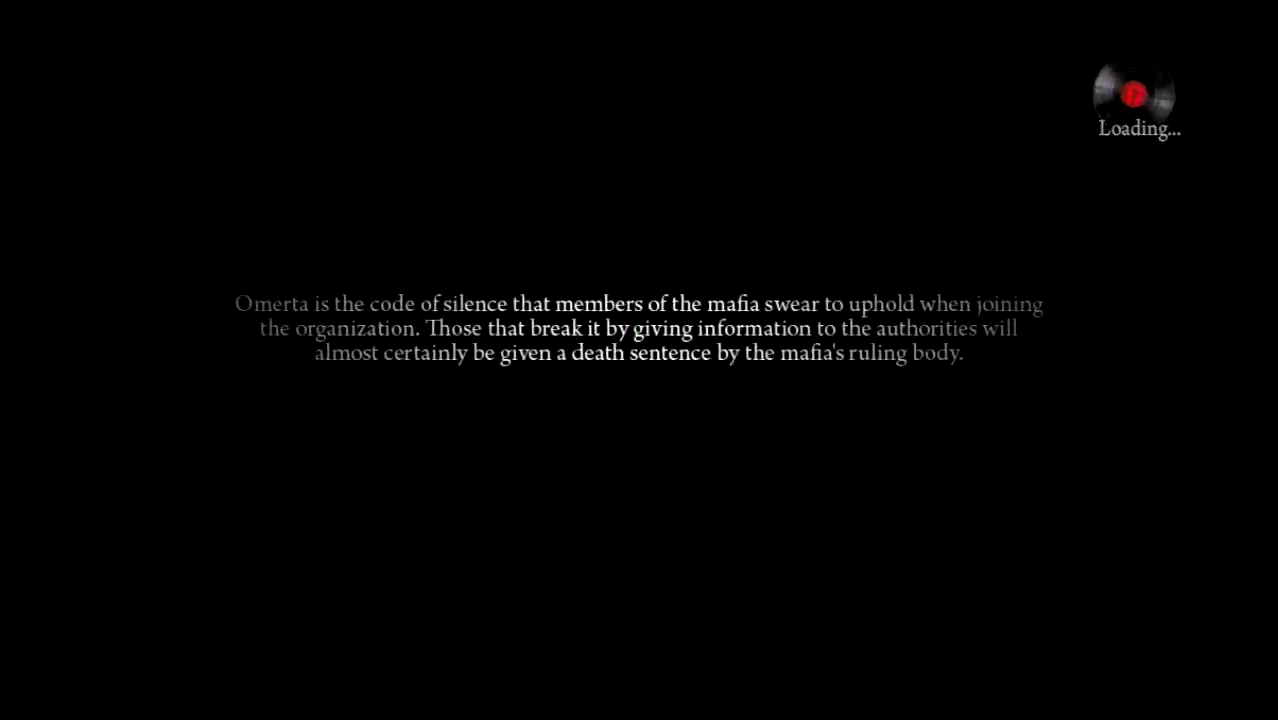 Loading...
Omerta is the code of silence that members of the mafia swear to uphold when joining
the organization. Those that break it by giving information to the authorities will
almost certainly be given a death sentence by the mafia's ruling body.